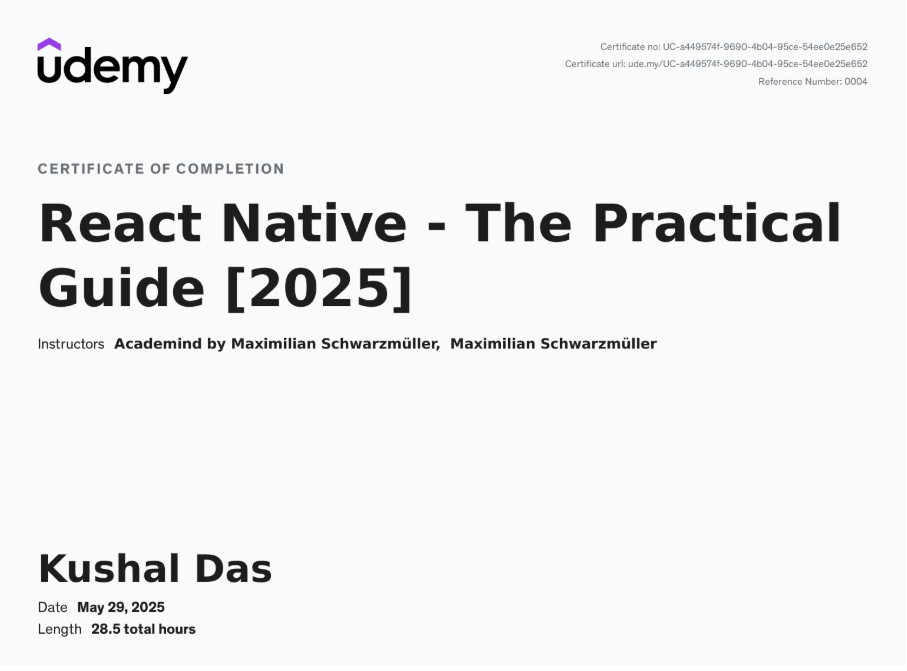 udemy
Certificate no: UC-a449574f-9690-4b04-95ce-54ee0e25e652
Certificate url: ude.my/UC-a449574f-9690-4b04-95ce-54ee0e25e652
Reference Number: 0004
CERTIFICATE OF COMPLETION
React Native - The Practical
Guide [2025]
Instructors Academind by Maximilian Schwarzmüller, Maximilian Schwarzmüller
Kushal Das
Date May 29, 2025
Length 28.5 total hours